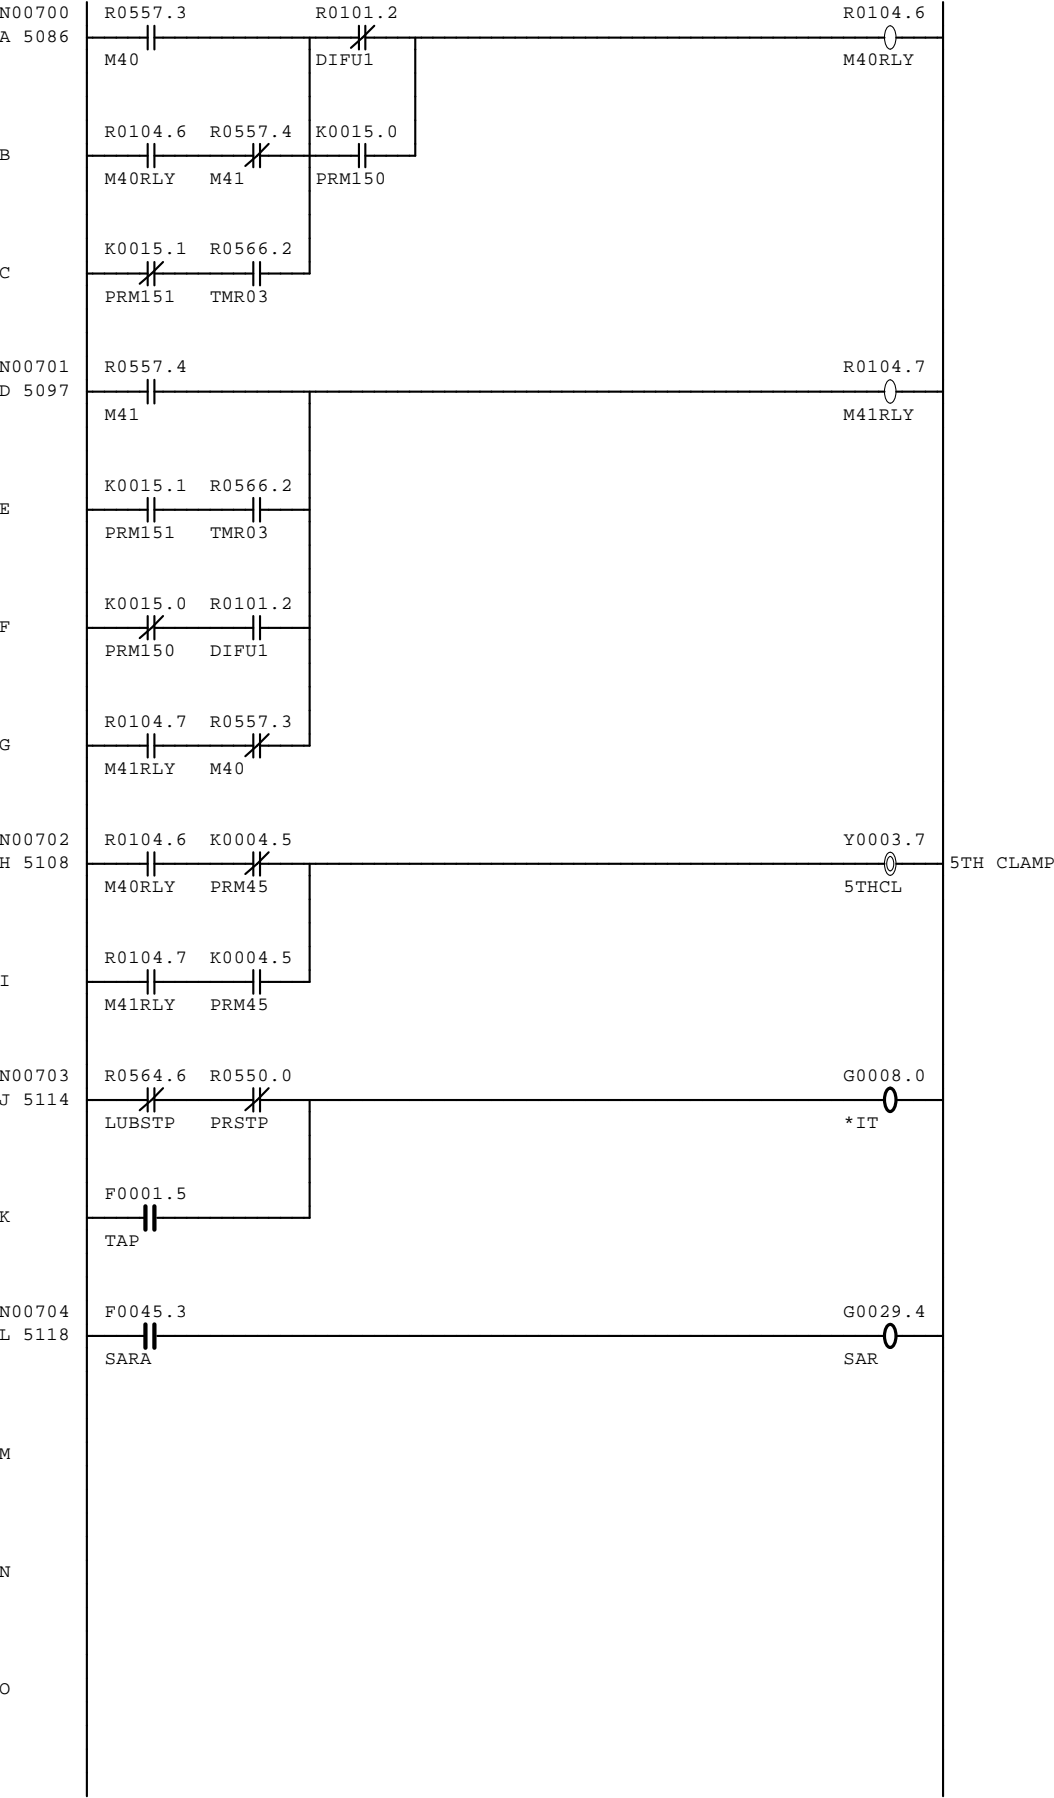 N00700 R0557.3 R0101.2 R0104.6
A 5086
M40 DIFU1 M40RLY
R0104.6 R0557.4 K0015.0
B
M40RLY M41 PRM150
K0015.1 R0566.2
C
PRM151 TMR03
N00701 R0557.4 R0104.7
D 5097
M41 M41RLY
K0015.1 R0566.2
E
PRM151 TMR03
K0015.0 R0101.2
F
PRM150 DIFU1
R0104.7 R0557.3
G
M41RLY M40
N00702 R0104.6 K0004.5 Y0003.7
H 5108 5TH CLAMP
M40RLY PRM45 5THCL
R0104.7 K0004.5
I
M41RLY PRM45
N00703 R0564.6 R0550.0 G0008.0
J 5114
LUBSTP PRSTP *IT
F0001.5
K
TAP
N00704 F0045.3 G0029.4
L 5118
SARA SAR
M
N
O